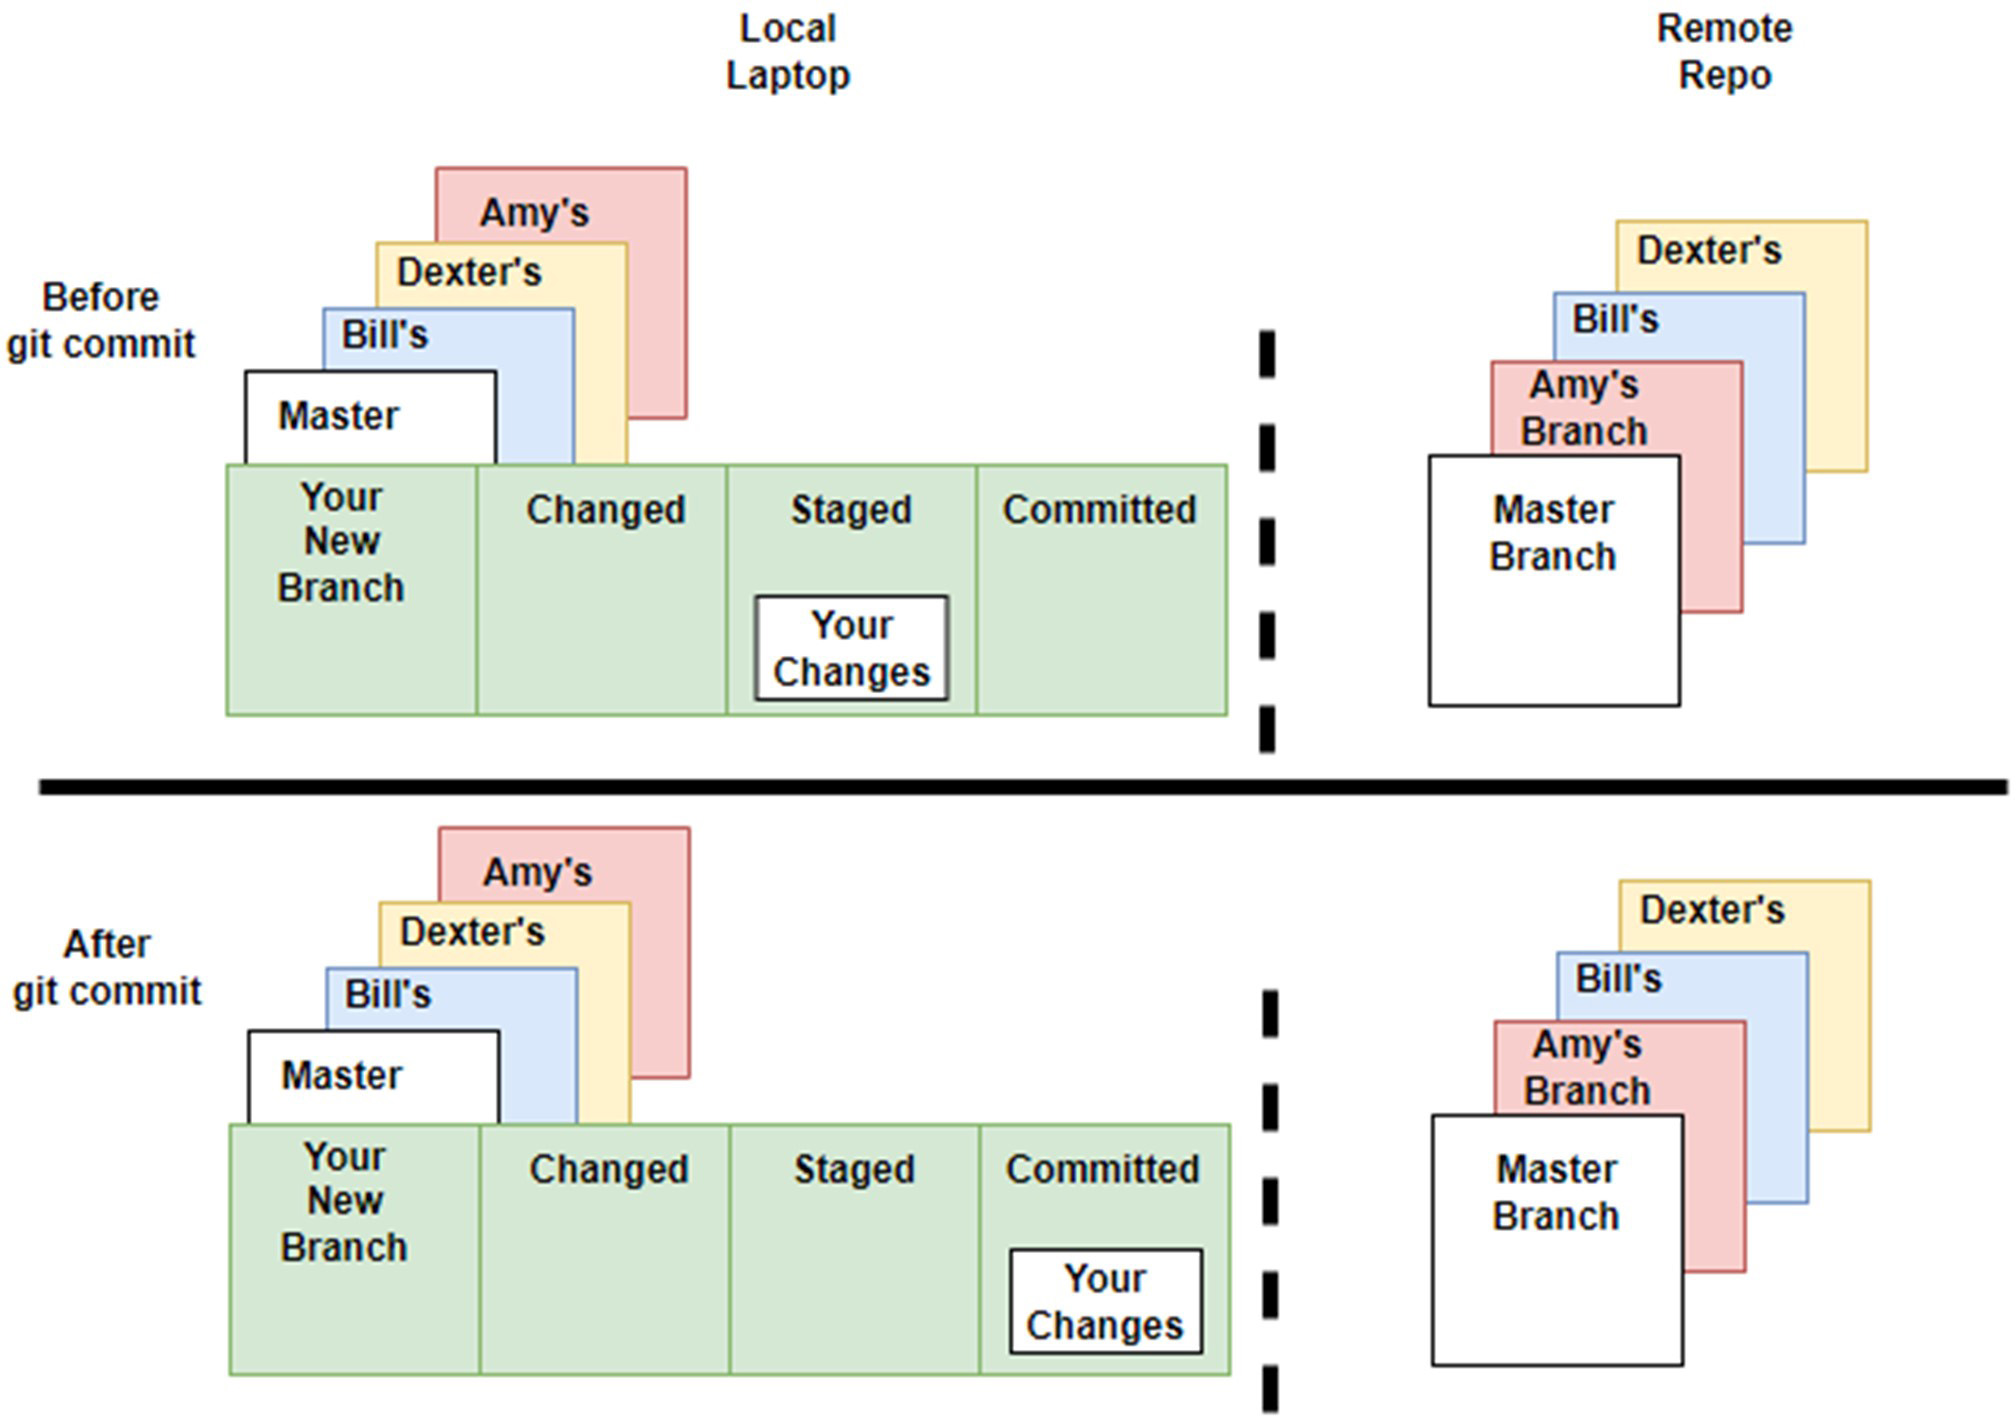 Local
Laptop
Remote
Repo
Before
git commit
Amy's
Dexter's
Bill's
Master
Your
New
Branch
Changed
Staged
Your
Changes
Committed
Dexter's
Bill's
Amy's
Branch
Master
Branch
After
git commit
Amy's
Dexter's
Bill's
Master
Your
New
Branch
Changed
Staged
Committed
Your
Changes
Dexter's
Bill's
Amy's
Branch
Master
Branch